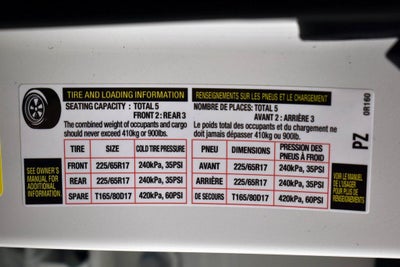 TIRE AND LOADING INFORMATION
SEATING CAPACITY : TOTAL 5
FRONT 2 : REAR 3
The combined weight of occupants and cargo
should never exceed 410kg or 900lbs.
TIRE SIZE COLD TIRE PRESSURE
FRONT 225/65R17 240kPa, 35PSI
REAR 225/65R17 240kPa, 35PSI
SPARE T165/80D17 420kPa, 60PSI
SEE OWNER'S
MANUAL FOR
ADDITIONAL
INFORMATION.
RENSEIGNEMENTS SUR LES PNEUS ET LE CHARGEMENT
NOMBRE DE PLACES: TOTAL 5
AVANT 2 : ARRIÈRE 3
Le poids total des occupants et du chargement ne
doit jamais dépasser 410kg ou 900lbs.
PNEU DIMENSIONS PRESSION DES
PNEUS À FROID
AVANT 225/65R17 240kPa, 35PSI
ARRIÈRE 225/65R17 240kPa, 35PSI
DE SECOURS T165/80D17 420kPa, 60PSI
VOIR LE MANUEL
DE L'USAGER
POUR PLUS DE
RENSEIGNEMENTS.
0R160
PZ